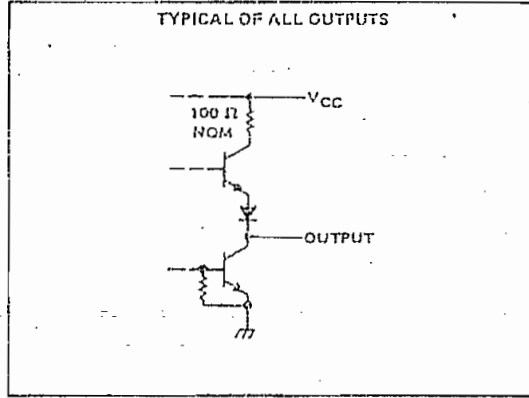 TYPICAL OF ALL OUTPUTS
VCC
100 Ω
NOM
OUTPUT